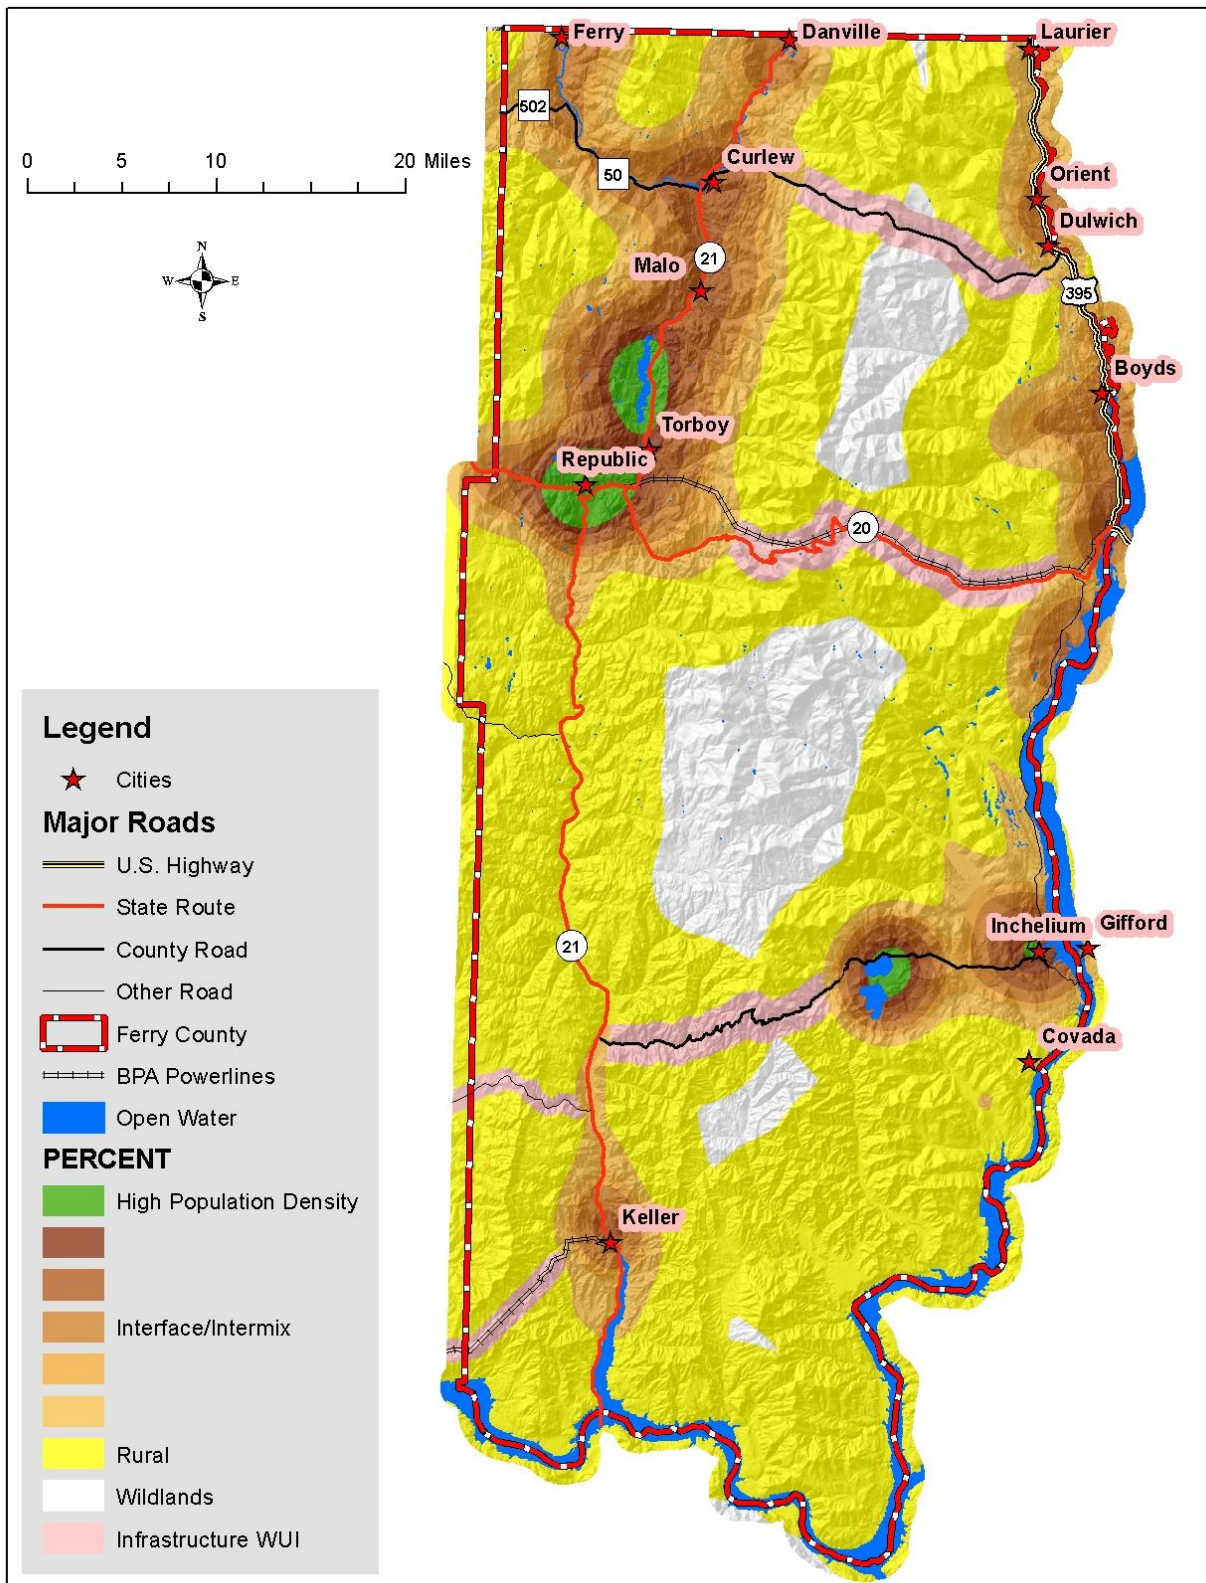 Ferry
Danville
Laurier
502
0 5 10 20 Miles
50
Curlew
Orient
Dulwich
N
W E
S
Malo
21
395
Boyds
Torboy
Republic
20
Legend
Cities
Major Roads
U.S. Highway
State Route
County Road
Other Road
Ferry County
BPA Powerlines
Open Water
PERCENT
High Population Density
Interface/Intermix
Rural
Wildlands
Infrastructure WUI
21
Inchelium
Gifford
Covada
Keller